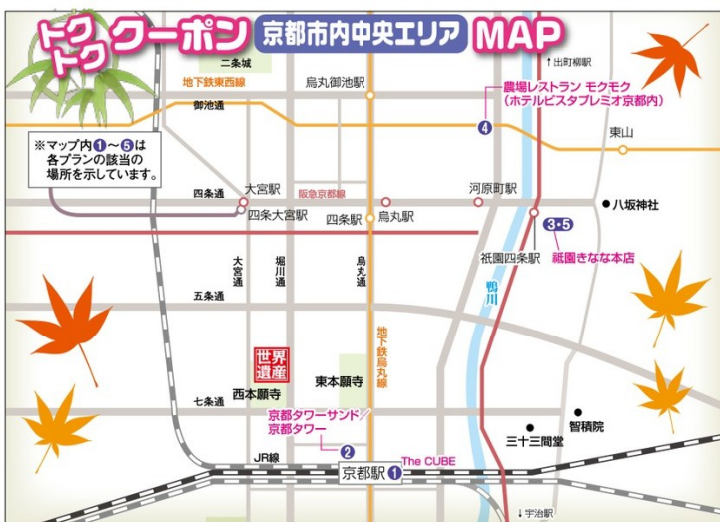 トクトククーポン 京都市内中央エリア MAP
二条城
↑出町柳駅
地下鉄東西線
烏丸御池駅
御池通
農場レストラン モクモク
(ホテルビスタプレミオ京都内)
4
東山
※マップ内1~5は
各プランの該当の
場所を示しています。
四条通
大宮駅
阪急京都線
河原町駅
八坂神社
四条大宮駅
四条駅
烏丸駅
3・5
祇園四条駅
祇園きなな本店
大宮通
堀川通
烏丸通
鴨川
五条通
地下鉄烏丸線
世界
遺産
西本願寺
東本願寺
七条通
京都タワーサンド/
京都タワー
2
智積院
三十三間堂
JR線
京都駅1
The CUBE
↓宇治駅